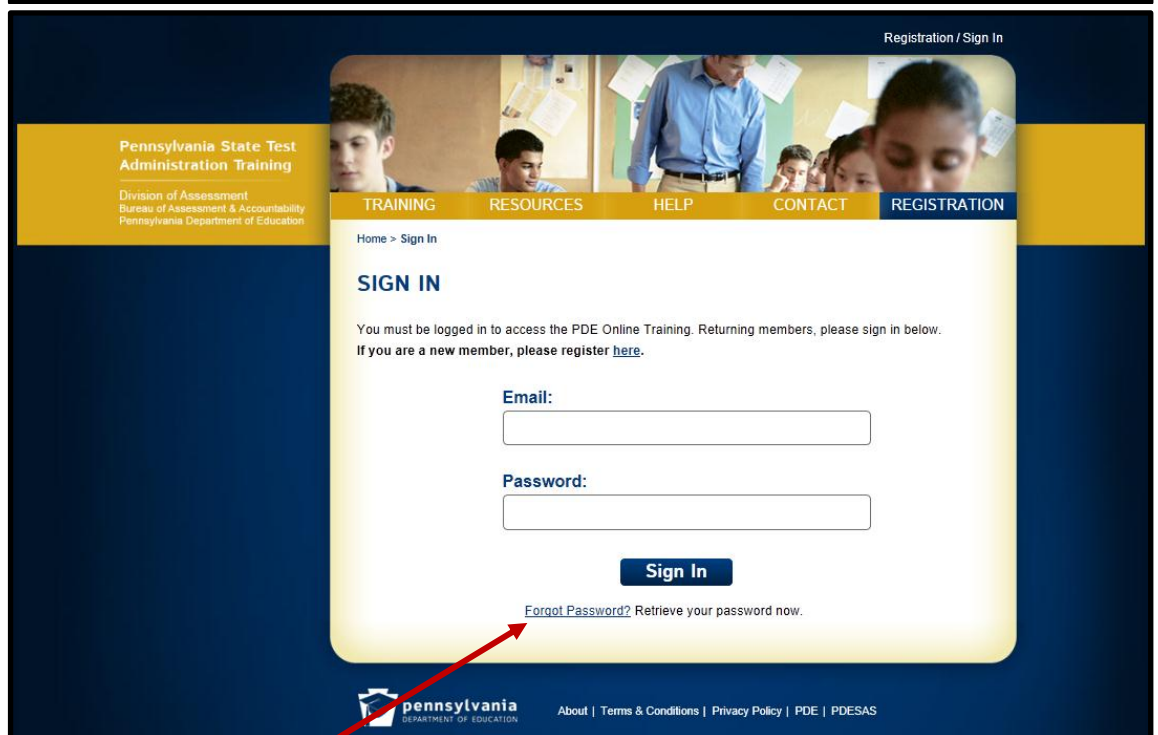 Registration / Sign In
Pennsylvania State Test
Administration Training
Division of Assessment
Bureau of Assessment & Accountability
Pennsylvania Department of Education
TRAINING RESOURCES HELP CONTACT REGISTRATION
Home > Sign In
SIGN IN
You must be logged in to access the PDE Online Training. Returning members, please sign in below.
If you are a new member, please register here.
Email:
Password:
Sign In
Forgot Password? Retrieve your password now.
pennsylvania
DEPARTMENT OF EDUCATION
About | Terms & Conditions | Privacy Policy | PDE | PDESAS